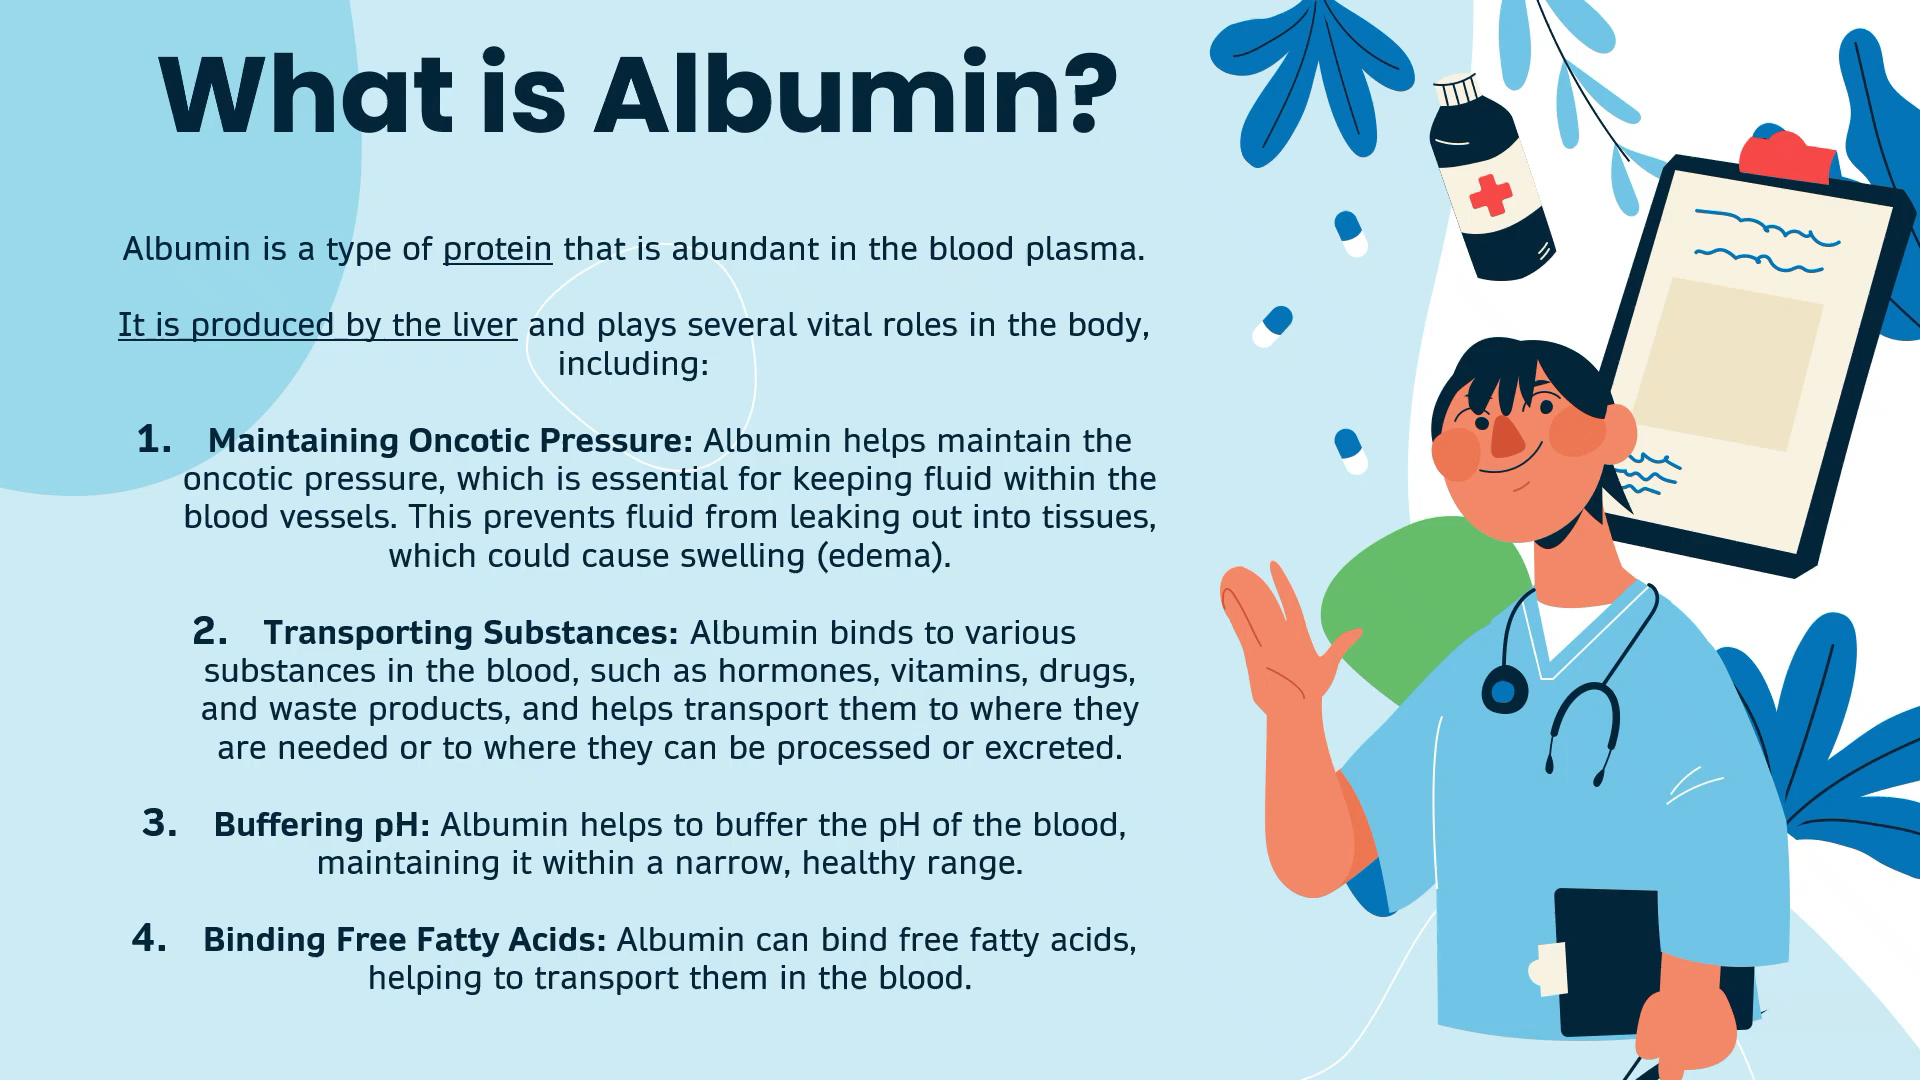 What is Albumin?
Albumin is a type of protein that is abundant in the blood plasma.
It is produced by the liver and plays several vital roles in the body,
including:
1. Maintaining Oncotic Pressure: Albumin helps maintain the
oncotic pressure, which is essential for keeping fluid within the
blood vessels. This prevents fluid from leaking out into tissues,
which could cause swelling (edema).
2. Transporting Substances: Albumin binds to various
substances in the blood, such as hormones, vitamins, drugs,
and waste products, and helps transport them to where they
are needed or to where they can be processed or excreted.
3. Buffering pH: Albumin helps to buffer the pH of the blood,
maintaining it within a narrow, healthy range.
4. Binding Free Fatty Acids: Albumin can bind free fatty acids,
helping to transport them in the blood.